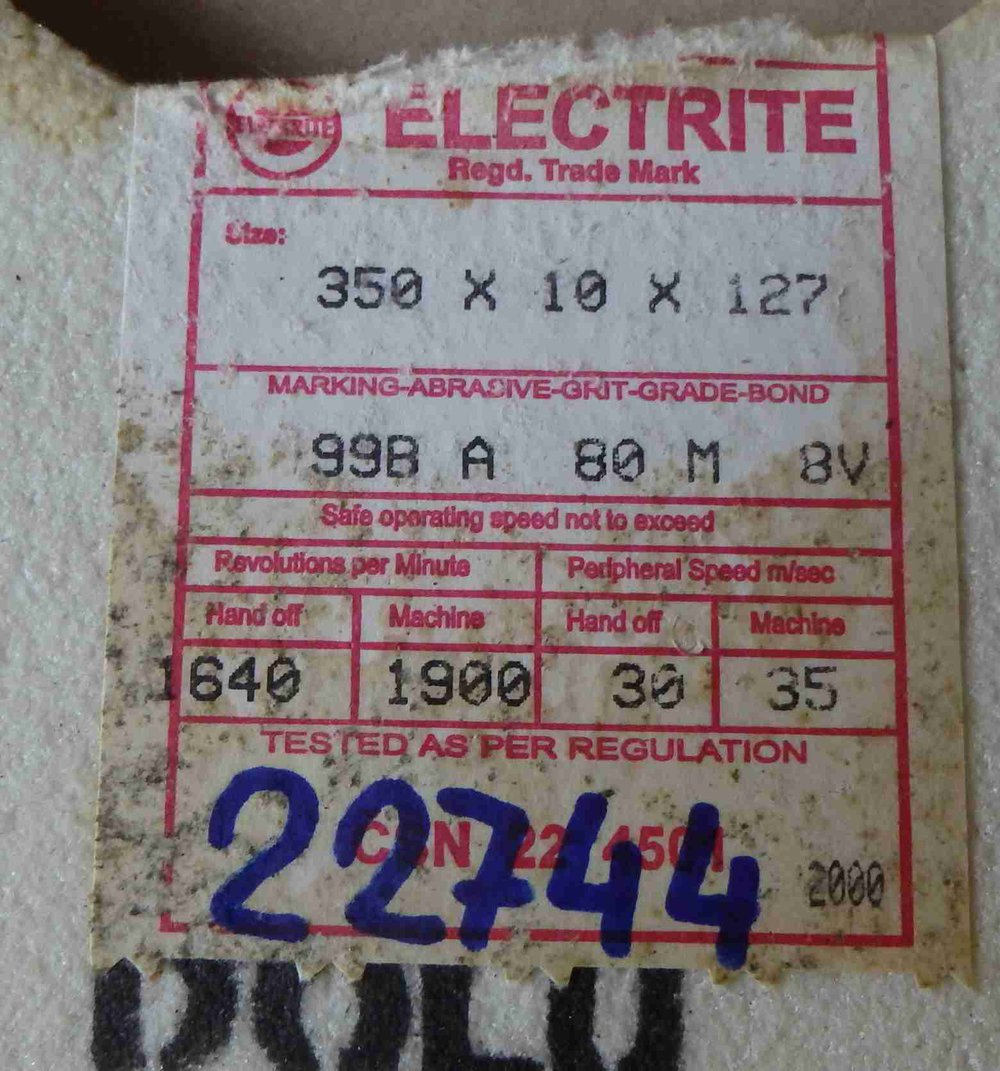 ELECTRITE
Regd. Trade Mark
Size:
350 X 10 X 127
MARKING-ABRASIVE-GRIT-GRADE-BOND
99B A 80 M 8V
Safe operating speed not to exceed
Revolutions per Minute Peripheral Speed m/sec
Hand off Machine Hand off Machine
1640 1900 30 35
TESTED AS PER REGULATION
22744
2000